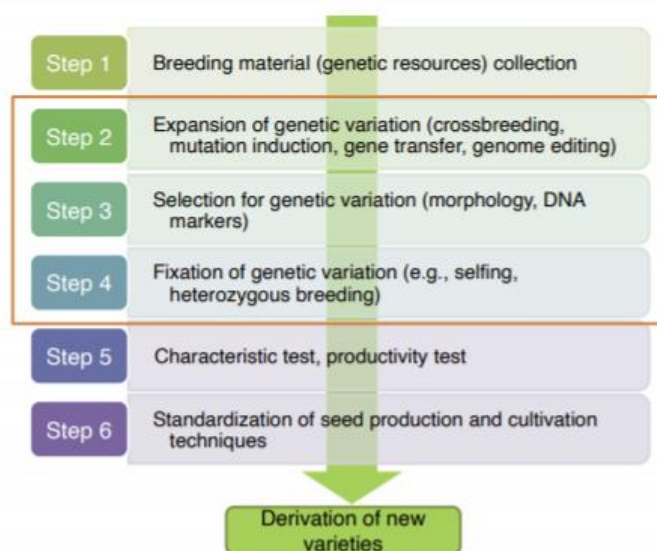 Step 1
Breeding material (genetic resources) collection
Step 2
Expansion of genetic variation (crossbreeding,
mutation induction, gene transfer, genome editing)
Step 3
Selection for genetic variation (morphology, DNA
markers)
Step 4
Fixation of genetic variation (e.g., selfing,
heterozygous breeding)
Step 5
Characteristic test, productivity test
Step 6
Standardization of seed production and cultivation
techniques
Derivation of new
varieties